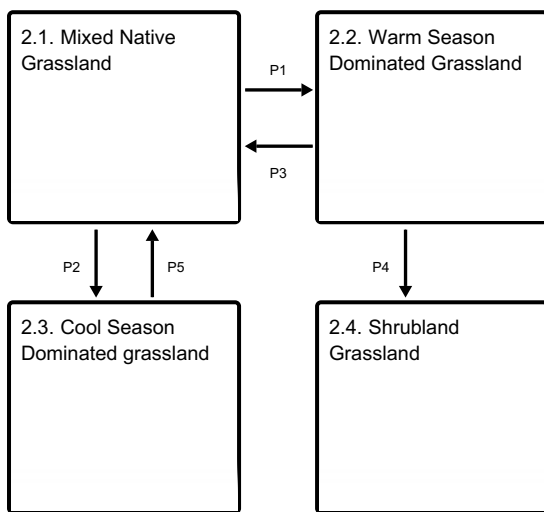 2.1. Mixed Native
Grassland
2.2. Warm Season
Dominated Grassland
P1
P3
P2
P5
P4
2.3. Cool Season
Dominated grassland
2.4. Shrubland
Grassland